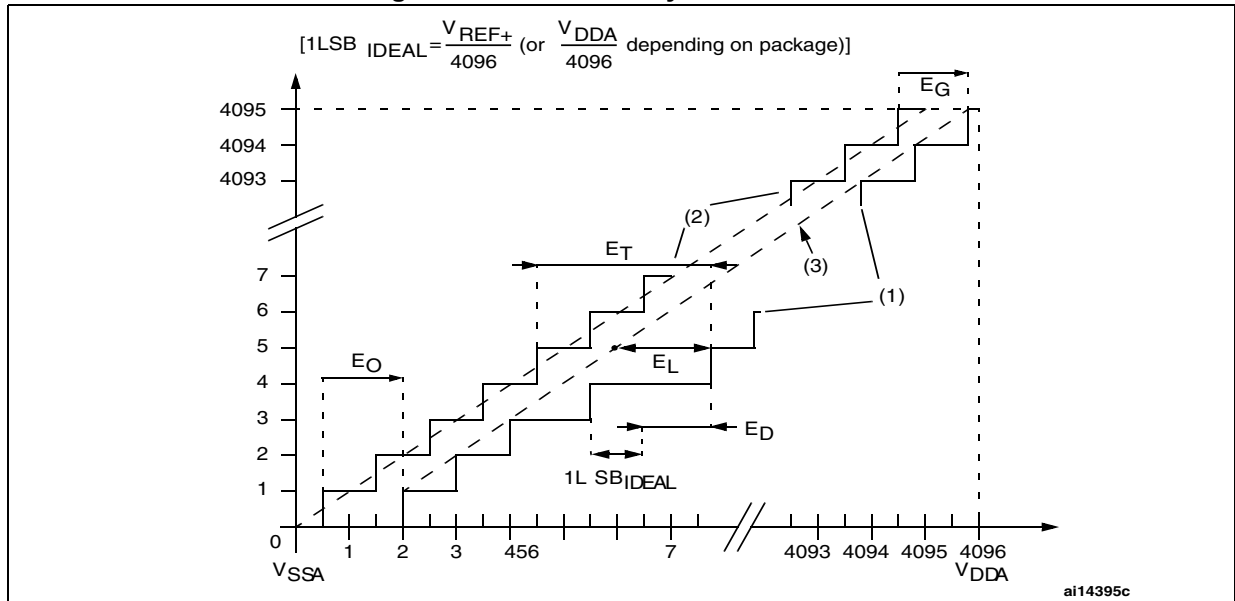 [1LSB IDEAL = VREF+ / 4096 (or VDDA / 4096 depending on package)]
EG
4095
4094
4093
(2)
ET
(3)
7
(1)
6
5
EL
EO
4
3
ED
2
1L SBIDEAL
1
0
1 2 3 456 7 4093 4094 4095 4096
VSSA VDDA
ai14395c